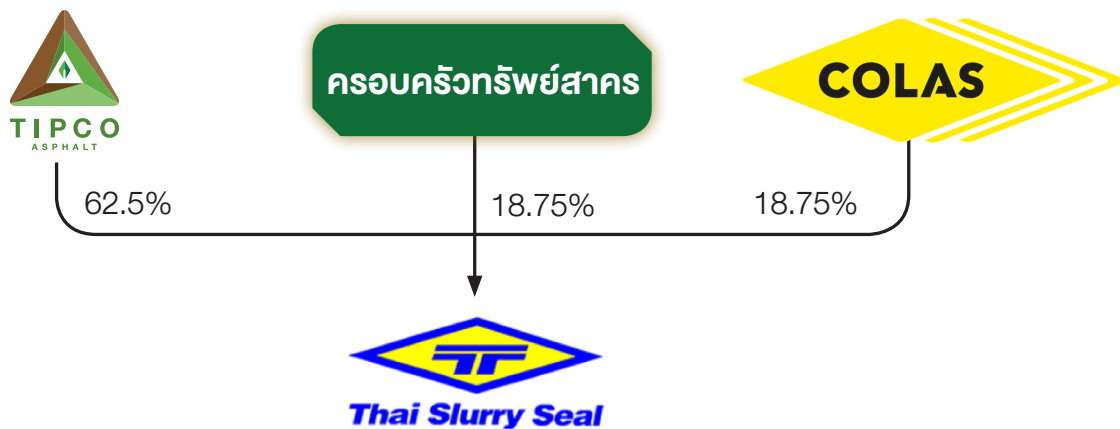 TIPCO
ASPHALT
ครอบครัวทรัพย์สาคร
COLAS
62.5%
18.75%
18.75%
Thai Slurry Seal